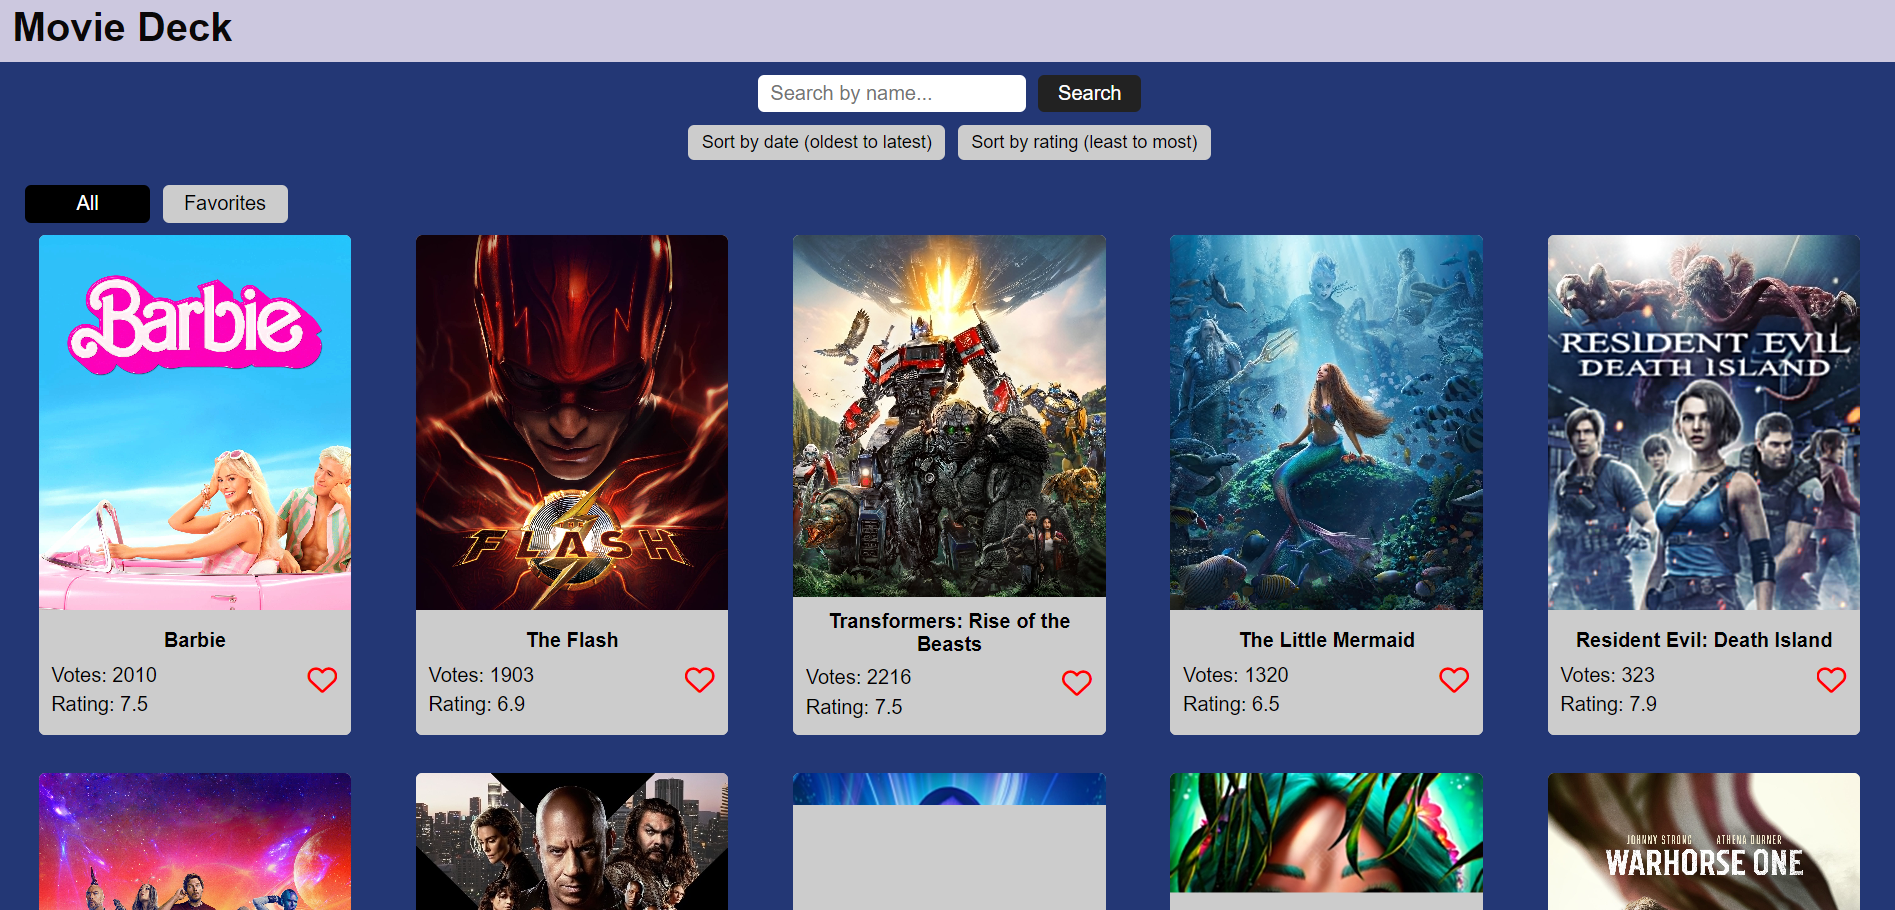 Movie Deck
Search by name...
Search
Sort by date (oldest to latest)
Sort by rating (least to most)
All
Favorites
Barbie
THE
FLASH
RESIDENT EVIL
DEATH ISLAND
Barbie
Votes: 2010
Rating: 7.5
The Flash
Votes: 1903
Rating: 6.9
Transformers: Rise of the
Beasts
Votes: 2216
Rating: 7.5
The Little Mermaid
Votes: 1320
Rating: 6.5
Resident Evil: Death Island
Votes: 323
Rating: 7.9
JOHNNY STRONG ATHENA DURNER
WARHORSE ONE